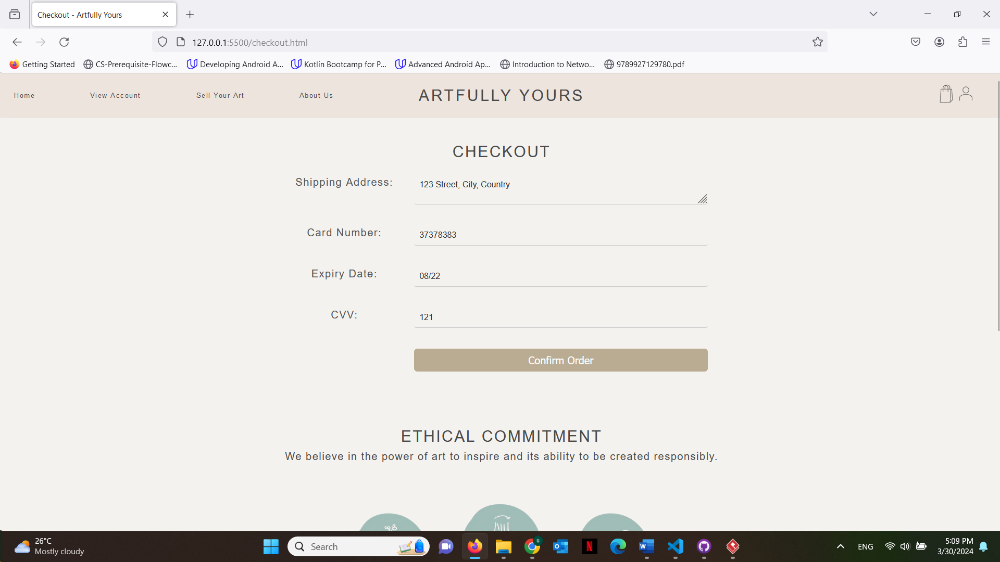 Checkout - Artfully Yours
127.0.0.1:5500/checkout.html
Getting Started CS-Prerequisite-Flowc... Developing Android A... Kotlin Bootcamp for P... Advanced Android Ap... Introduction to Netwo... 9789927129780.pdf
Home View Account Sell Your Art About Us ARTFULLY YOURS
CHECKOUT
Shipping Address: 123 Street, City, Country
Card Number: 37378383
Expiry Date: 08/22
CVV: 121
Confirm Order
ETHICAL COMMITMENT
We believe in the power of art to inspire and its ability to be created responsibly.
26°C
Mostly cloudy
Search
ENG
5:09 PM
3/30/2024